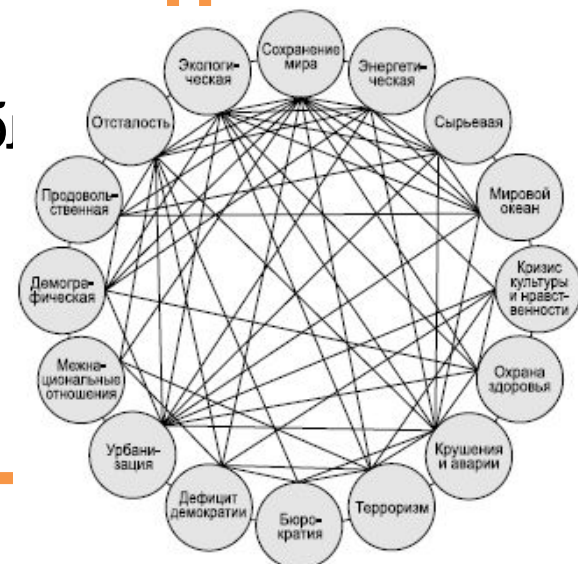 Сохранение
мира
Энергети-
ческая
Сырьевая
Мировой
океан
Кризис
культуры
и нравст-
венности
Охрана
здоровья
Крушения
и аварии
Терроризм
Бюро-
кратия
Дефицит
демократии
Урбани-
зация
Межна-
циональные
отношения
Демогра-
фическая
Продоволь-
ственная
Отсталость
Экологи-
ческая